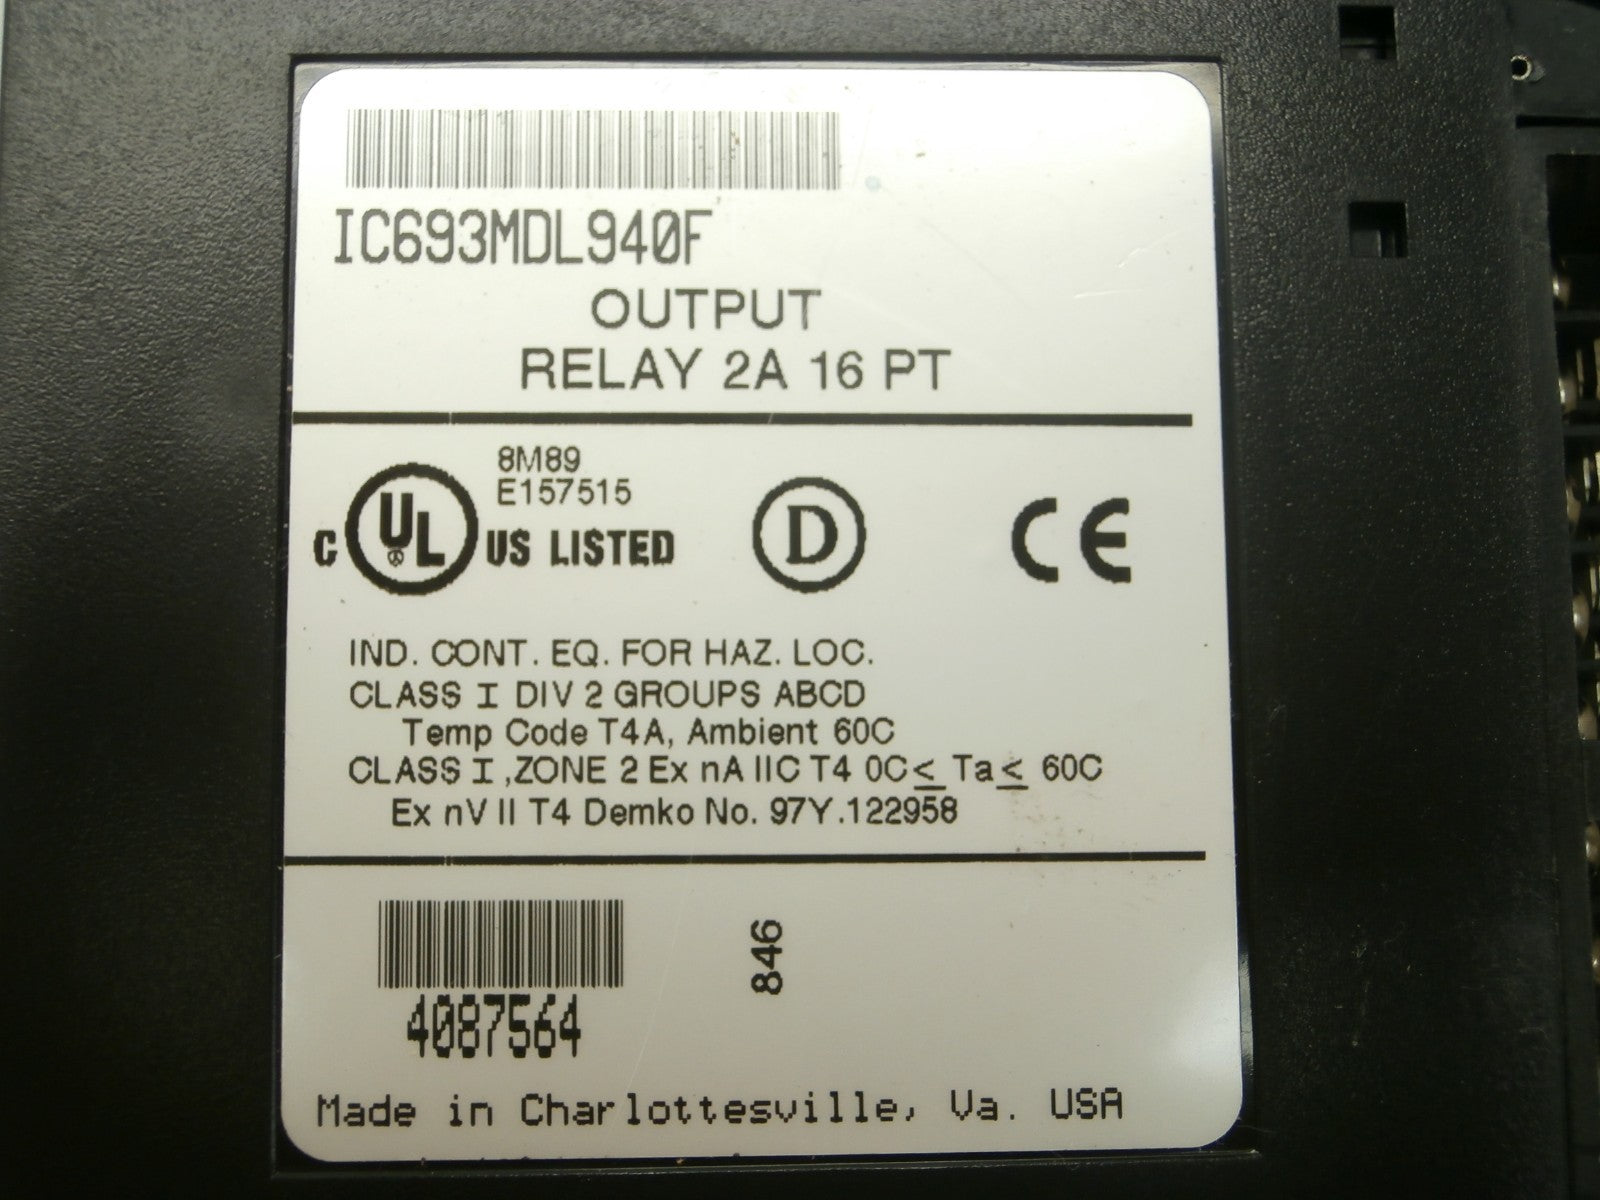 IC693MDL940F
OUTPUT
RELAY 2A 16 PT
8M89
E157515
C UL US LISTED
D
CE
IND. CONT. EQ. FOR HAZ. LOC.
CLASS I DIV 2 GROUPS ABCD
Temp Code T4A, Ambient 60C
CLASS I ,ZONE 2 Ex nA IIC T4 0C≤ Ta≤ 60C
Ex nV II T4 Demko No. 97Y.122958
4087564
846
Made in Charlottesville, Va. USA